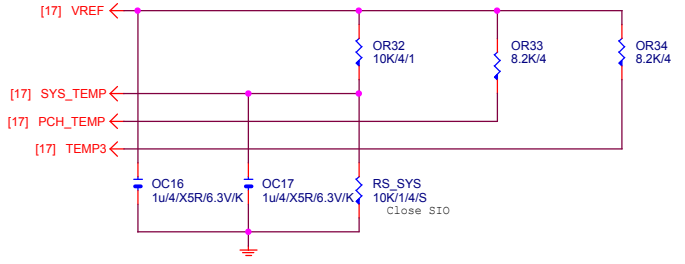 [17] VREF
OR32
10K/4/1
OR33
8.2K/4
OR34
8.2K/4
[17] SYS_TEMP
[17] PCH_TEMP
[17] TEMP3
OC16
1u/4/X5R/6.3V/K
OC17
1u/4/X5R/6.3V/K
RS_SYS
10K/1/4/S
Close SIO